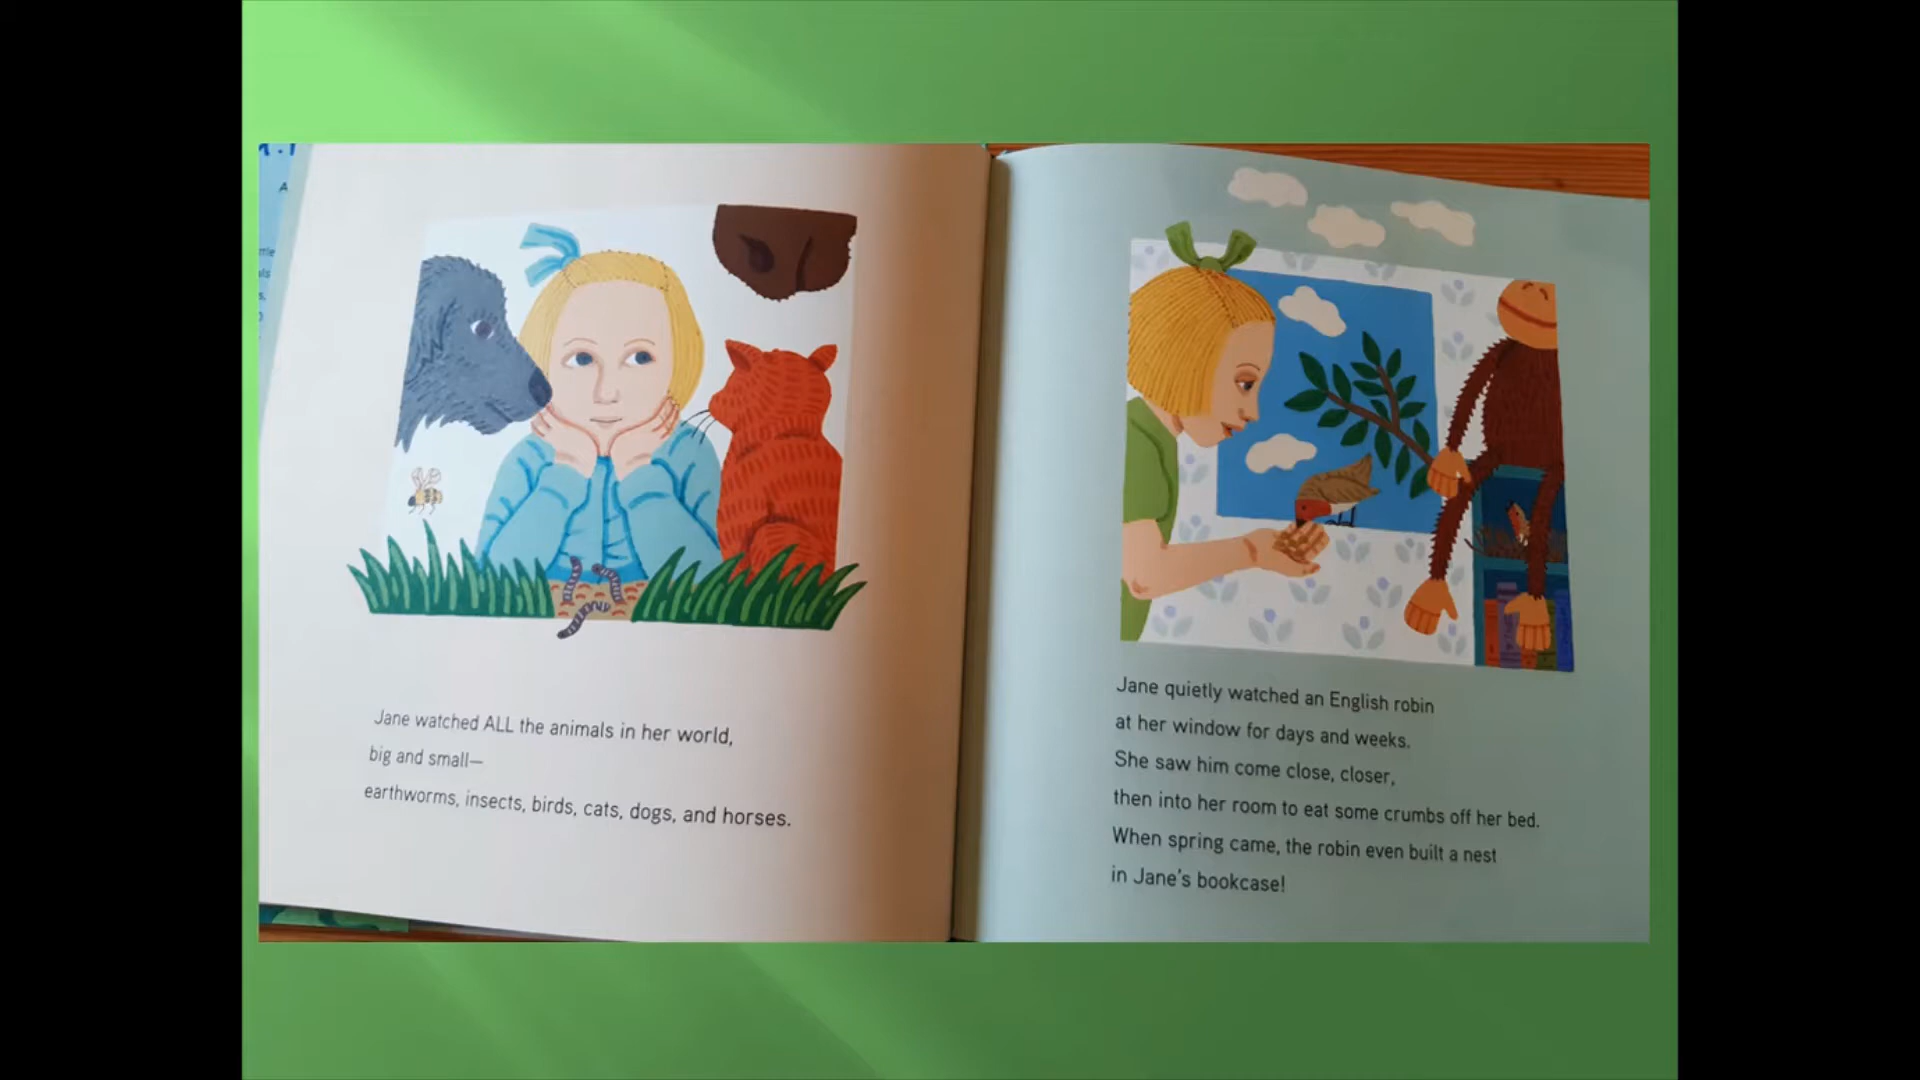 Jane watched ALL the animals in her world,
big and small—
earthworms, insects, birds, cats, dogs, and horses.
Jane quietly watched an English robin
at her window for days and weeks.
She saw him come close, closer,
then into her room to eat some crumbs off her bed.
When spring came, the robin even built a nest
in Jane's bookcase!